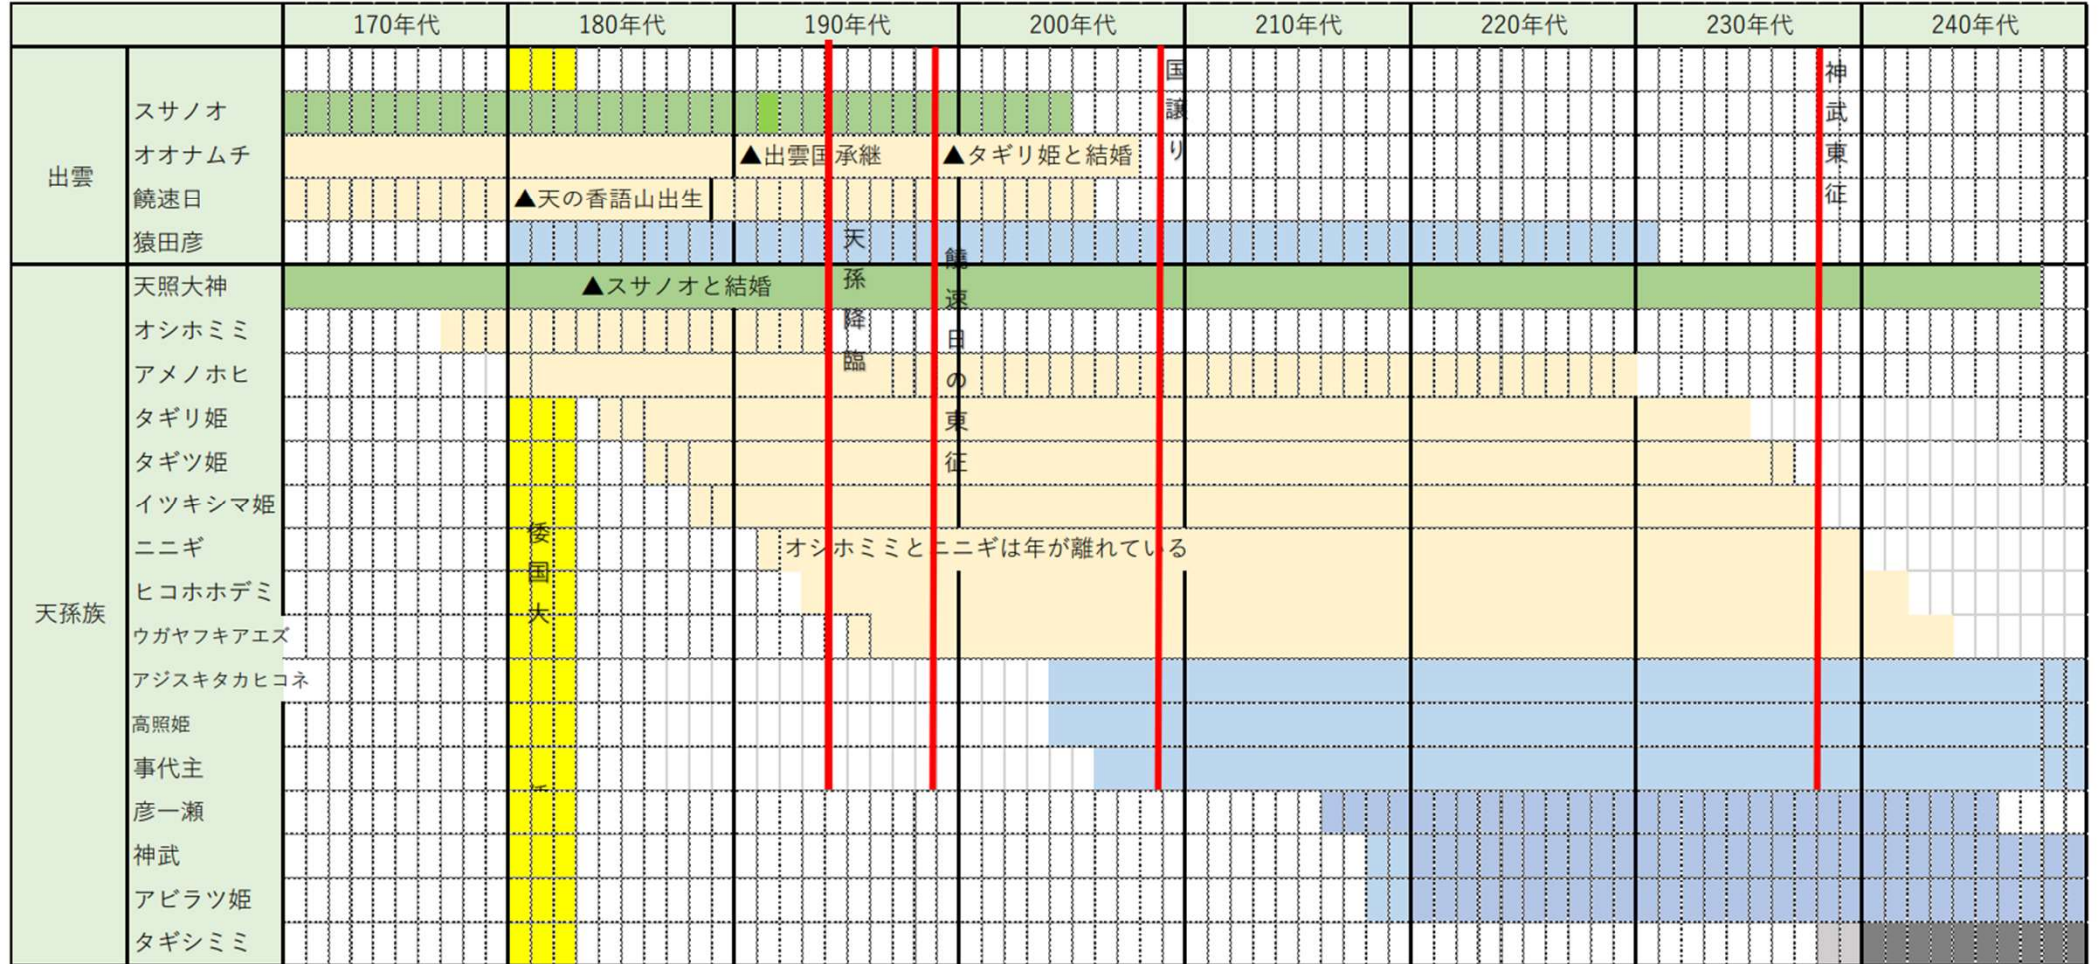 170年代 180年代 190年代 200年代 210年代 220年代 230年代 240年代
出雲
スサノオ
オオナムチ ▲出雲国承継 ▲タギリ姫と結婚
饒速日 ▲天の香語山出生
猿田彦
国譲り
神武東征
天孫降臨
饒速日の東征
天孫族
天照大神 ▲スサノオと結婚
オシホミミ
アメノホヒ
タギリ姫
タギツ姫
イツキシマ姫
ニニギ オシホミミとニニギは年が離れている
ヒコホホデミ
ウガヤフキアエズ
アジスキタカヒコネ
高照姫
事代主
彦一瀬
神武
アビラツ姫
タギシミミ
倭国大